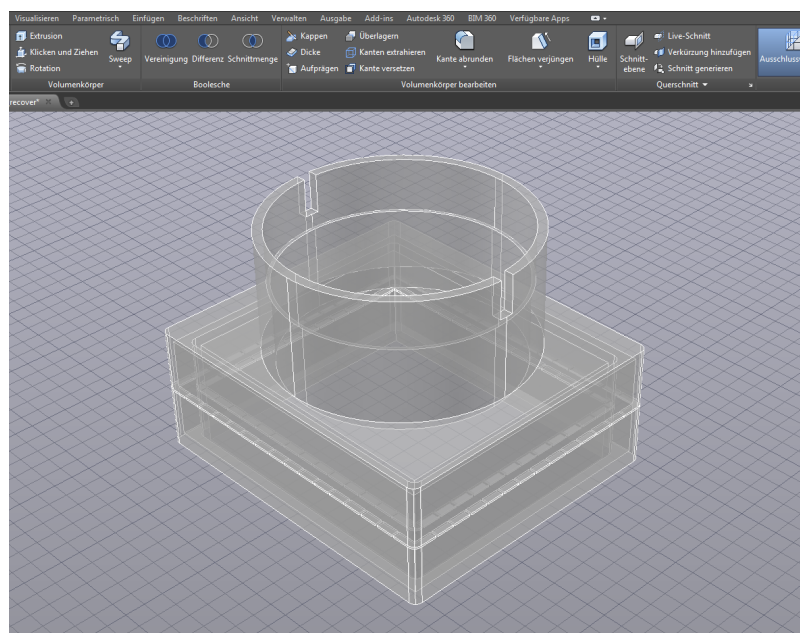 Visualisieren Parametrisch Einfügen Beschriften Ansicht Verwalten Ausgabe Add-ins Autodesk 360 BIM 360 Verfügbare Apps
Extrusion
Klicken und Ziehen
Rotation
Sweep
Volumenkörper
Vereinigung Differenz Schnittmenge
Boolesche
Kappen
Dicke
Aufprägen
Überlagern
Kanten extrahieren
Kante versetzen
Kante abrunden
Flächen verjüngen
Hülle
Volumenkörper bearbeiten
Schnitt-
ebene
Live-Schnitt
Verkürzung hinzufügen
Schnitt generieren
Querschnitt
Ausschluss
recover*